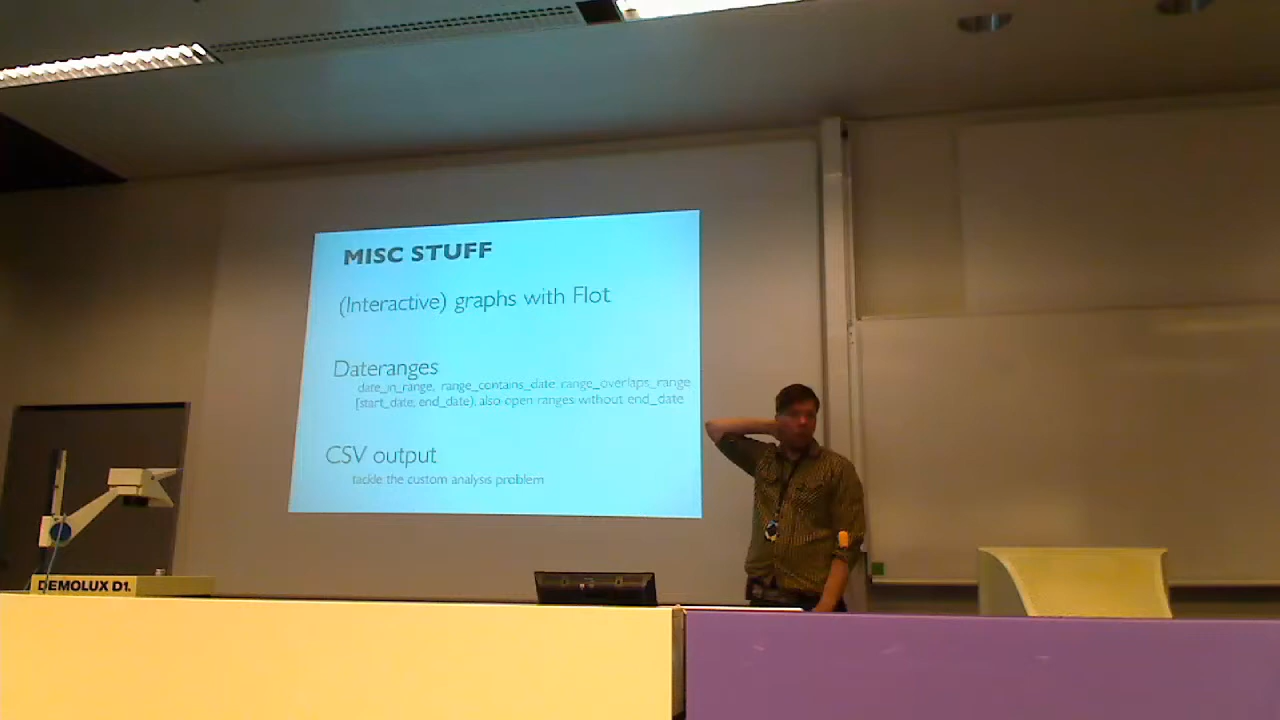 MISC STUFF
(Interactive) graphs with Flot
Dateranges
date_in_range, range_contains_date range_overlaps_range
[start_date, end_date), also open ranges without end_date
CSV output
tackle the custom analysis problem
DEMOLUX D1.